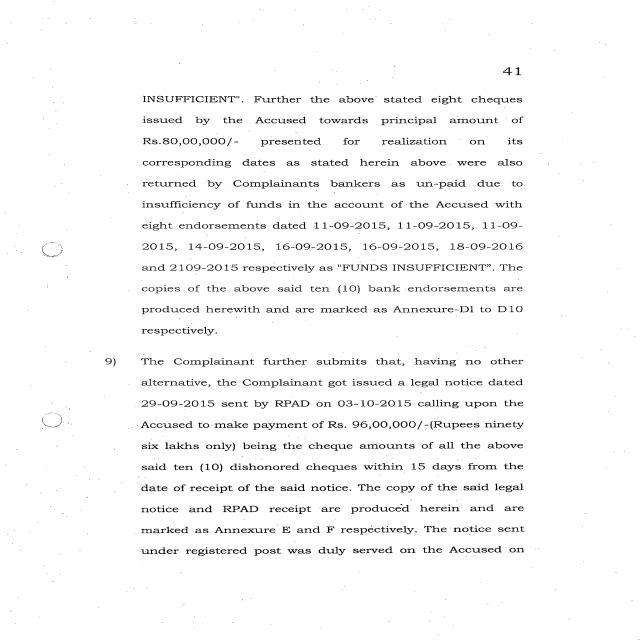 41
INSUFFICIENT". Further the above stated eight cheques
issued by the Accused towards principal amount of
Rs.80,00,000/- presented for realization on its
corresponding dates as stated herein above were also
returned by Complainants bankers as un-paid due to
insufficiency of funds in the account of the Accused with
eight endorsements dated 11-09-2015, 11-09-2015, 11-09-
2015, 14-09-2015, 16-09-2015, 16-09-2015, 18-09-2016
and 2109-2015 respectively as "FUNDS INSUFFICIENT". The
copies of the above said ten (10) bank endorsements are
produced herewith and are marked as Annexure-D1 to D10
respectively.
9) The Complainant further submits that, having no other
alternative, the Complainant got issued a legal notice dated
29-09-2015 sent by RPAD on 03-10-2015 calling upon the
Accused to make payment of Rs. 96,00,000/-(Rupees ninety
six lakhs only) being the cheque amounts of all the above
said ten (10) dishonored cheques within 15 days from the
date of receipt of the said notice. The copy of the said legal
notice and RPAD receipt are produced herein and are
marked as Annexure E and F respectively. The notice sent
under registered post was duly served on the Accused on